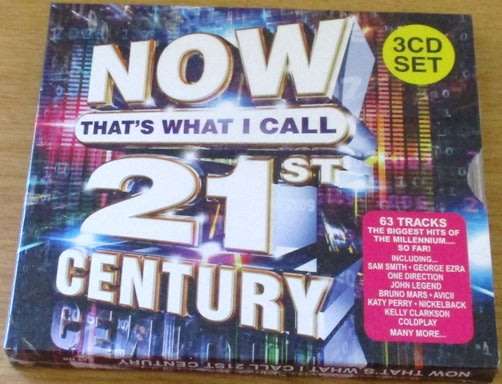 NOW
3CD
SET
THAT'S WHAT I CALL
21ST
CENTURY
63 TRACKS
THE BIGGEST HITS OF
THE MILLENNIUM....
SO FAR!
INCLUDING...
SAM SMITH • GEORGE EZRA
ONE DIRECTION
JOHN LEGEND
BRUNO MARS • AVICII
KATY PERRY • NICKELBACK
KELLY CLARKSON
COLDPLAY
MANY MORE...
NOW THAT'S WHAT I CALL 21ST CENTURY